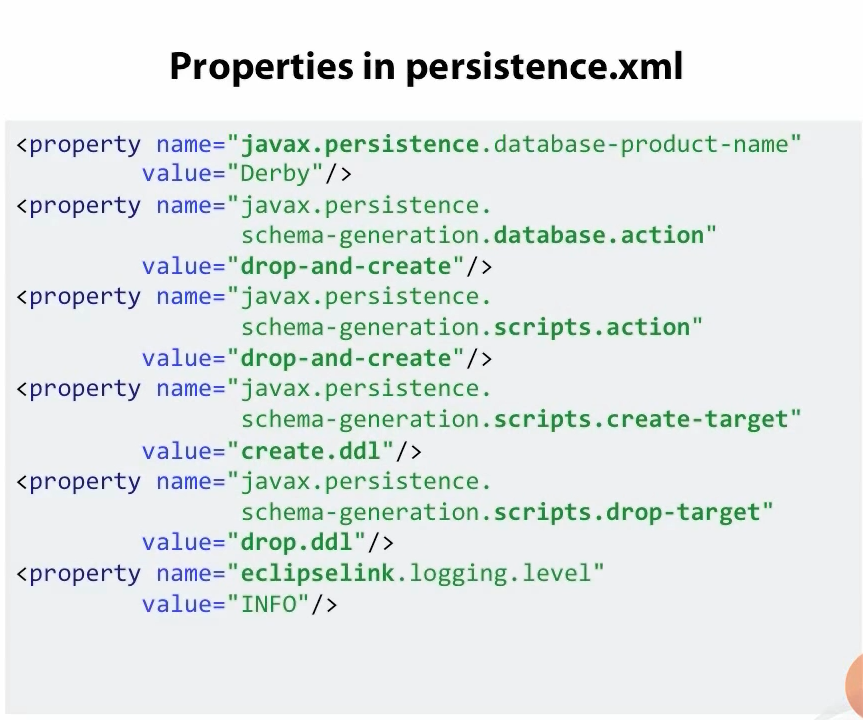 Properties in persistence.xml
<property name="javax.persistence.database-product-name"
value="Derby"/>
<property name="javax.persistence.
schema-generation.database.action"
value="drop-and-create"/>
<property name="javax.persistence.
schema-generation.scripts.action"
value="drop-and-create"/>
<property name="javax.persistence.
schema-generation.scripts.create-target"
value="create.ddl"/>
<property name="javax.persistence.
schema-generation.scripts.drop-target"
value="drop.ddl"/>
<property name="eclipselink.logging.level"
value="INFO"/>